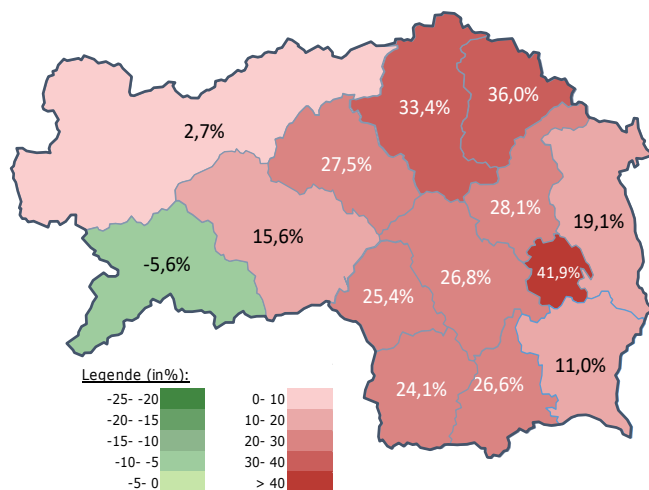 36,0%
33,4%
2,7%
27,5%
28,1%
19,1%
15,6%
-5,6%
26,8%
41,9%
25,4%
11,0%
24,1%
26,6%
Legende (in%):
-25- -20 0- 10
-20- -15 10- 20
-15- -10 20- 30
-10- -5 30- 40
-5- 0 > 40